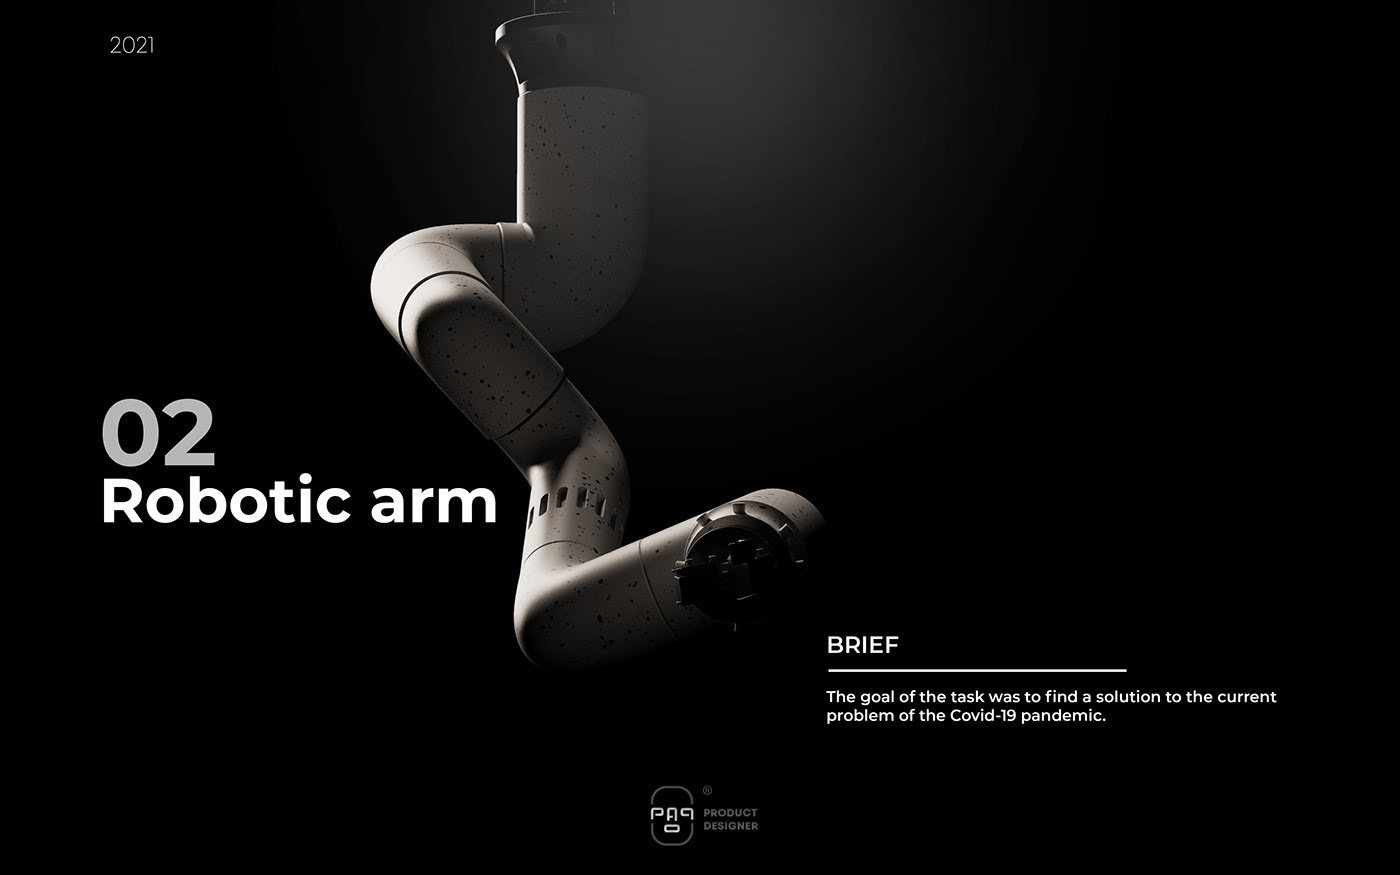 2021
02
Robotic arm
BRIEF
The goal of the task was to find a solution to the current
problem of the Covid-19 pandemic.
®
PRODUCT
DESIGNER